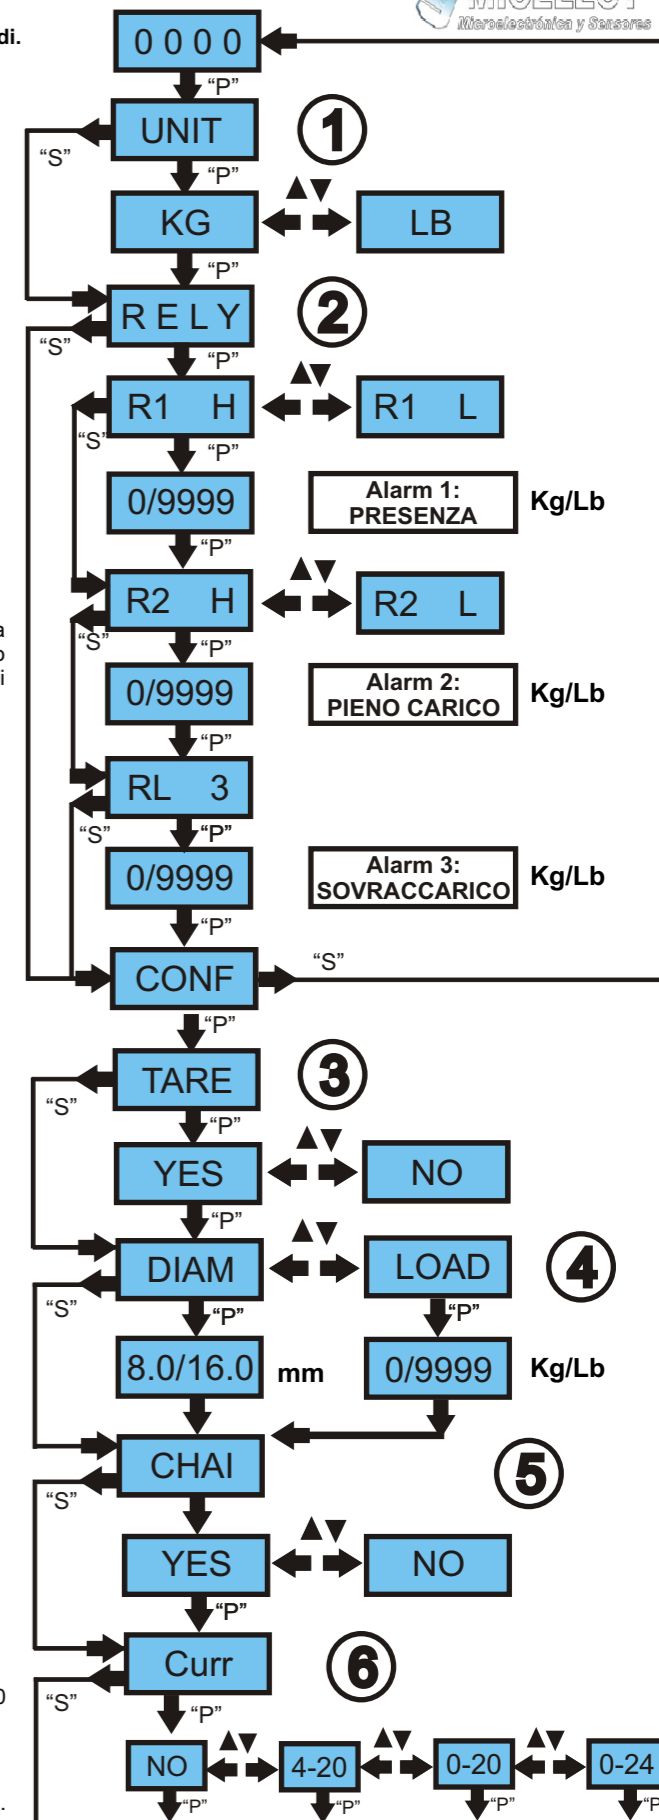 MICELECT
Microelectrónica y Sensores
di.
0 0 0 0
“P”
UNIT
1
“S”
“P”
KG
LB
“P”
R E L Y
2
“S”
“P”
R1 H
R1 L
“S”
“P”
0/9999
Alarm 1:
PRESENZA
Kg/Lb
“P”
R2 H
R2 L
a
“S”
“P”
o
i
0/9999
Alarm 2:
PIENO CARICO
Kg/Lb
“P”
RL 3
“S”
“P”
0/9999
Alarm 3:
SOVRACCARICO
Kg/Lb
“P”
CONF
“S”
“P”
TARE
3
“S”
“P”
YES
NO
“P”
DIAM
LOAD
4
“S”
“P”
“P”
8.0/16.0
mm
0/9999
Kg/Lb
CHAI
5
“S”
YES
NO
“P”
Curr
6
0
“S”
“P”
NO
4-20
0-20
0-24
.
“P”
“P”
“P”
“P